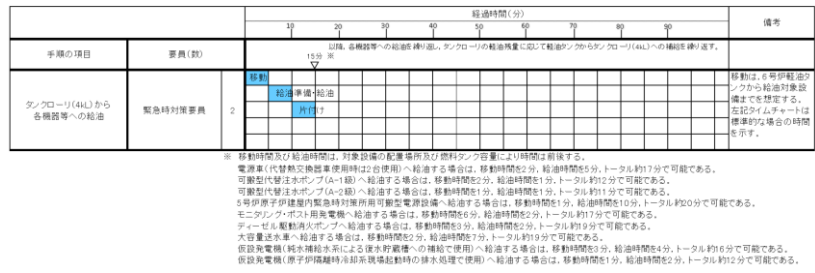 経過時間(分)
備考
10 20 30 40 50 60 70 80 90
手順の項目
要員(数)
以降、各機器等への給油を繰り返し、タンクローリの軽油残量に応じて軽油タンクからタンクローリ(4kL)への補給を繰り返す。
15分 ※
▽
タンクローリ(4kL)から
各機器等への給油
緊急時対策要員
2
移動
給油準備・給油
片付け
移動は、6号炉軽油タ
ンクから給油対象設
備までを想定する。
左記タイムチャートは
標準的な場合の時間
を示す。
※ 移動時間及び給油時間は、対象設備の配置場所及び燃料タンク容量により時間は前後する。
電源車(代替熱交換器車使用時は2台使用)へ給油する場合は、移動時間を2分、給油時間を5分、トータル約17分で可能である。
可搬型代替注水ポンプ(A-1級)へ給油する場合は、移動時間を2分、給油時間を1分、トータル約12分で可能である。
可搬型代替注水ポンプ(A-2級)へ給油する場合は、移動時間を1分、給油時間を1分、トータル約11分で可能である。
5号炉原子炉建屋内緊急時対策所用可搬型電源設備へ給油する場合は、移動時間を1分、給油時間を10分、トータル約20分で可能である。
モニタリング・ポスト用発電機へ給油する場合は、移動時間を6分、給油時間を2分、トータル約17分で可能である。
ディーゼル駆動消火ポンプへ給油する場合は、移動時間を3分、給油時間を2分、トータル約19分で可能である。
大容量送水車へ給油する場合は、移動時間を2分、給油時間を7分、トータル約19分で可能である。
仮設発電機(純水補給水系による復水貯蔵槽への補給で使用)へ給油する場合は、移動時間を3分、給油時間を4分、トータル約16分で可能である。
仮設発電機(原子炉隔離時冷却系現場起動時の排水処理で使用)へ給油する場合は、移動時間を1分、給油時間を2分、トータル約12分で可能である。